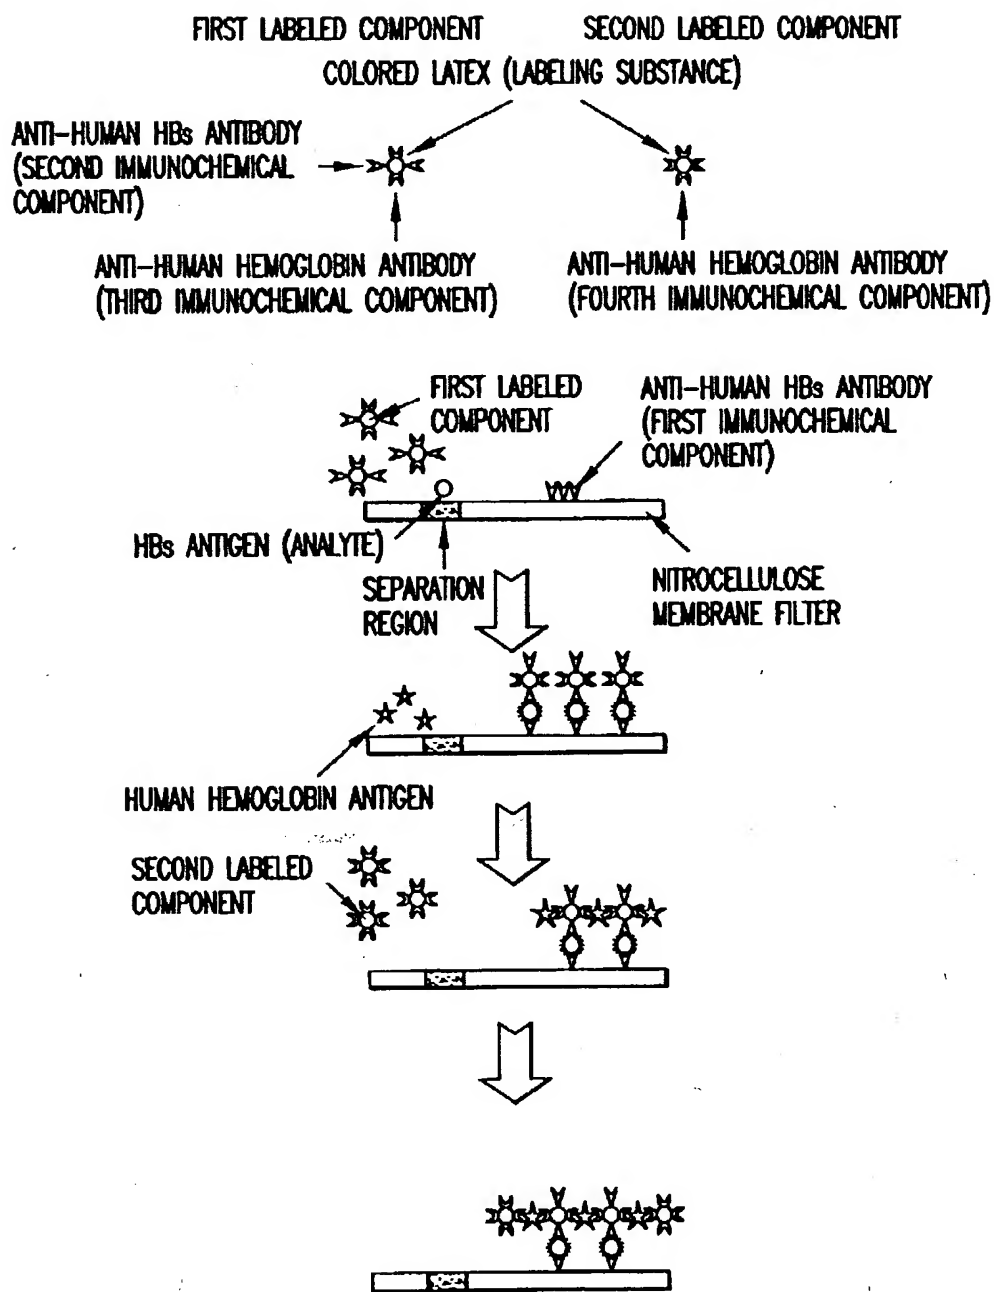 FIRST LABELED COMPONENT
SECOND LABELED COMPONENT
COLORED LATEX (LABELING SUBSTANCE)
ANTI-HUMAN HBs ANTIBODY
(SECOND IMMUNOCHEMICAL
COMPONENT)
ANTI-HUMAN HEMOGLOBIN ANTIBODY
(THIRD IMMUNOCHEMICAL COMPONENT)
ANTI-HUMAN HEMOGLOBIN ANTIBODY
(FOURTH IMMUNOCHEMICAL COMPONENT)
FIRST LABELED
COMPONENT
ANTI-HUMAN HBs ANTIBODY
(FIRST IMMUNOCHEMICAL
COMPONENT)
HBs ANTIGEN (ANALYTE)
SEPARATION
REGION
NITROCELLULOSE
MEMBRANE FILTER
HUMAN HEMOGLOBIN ANTIGEN
SECOND LABELED
COMPONENT